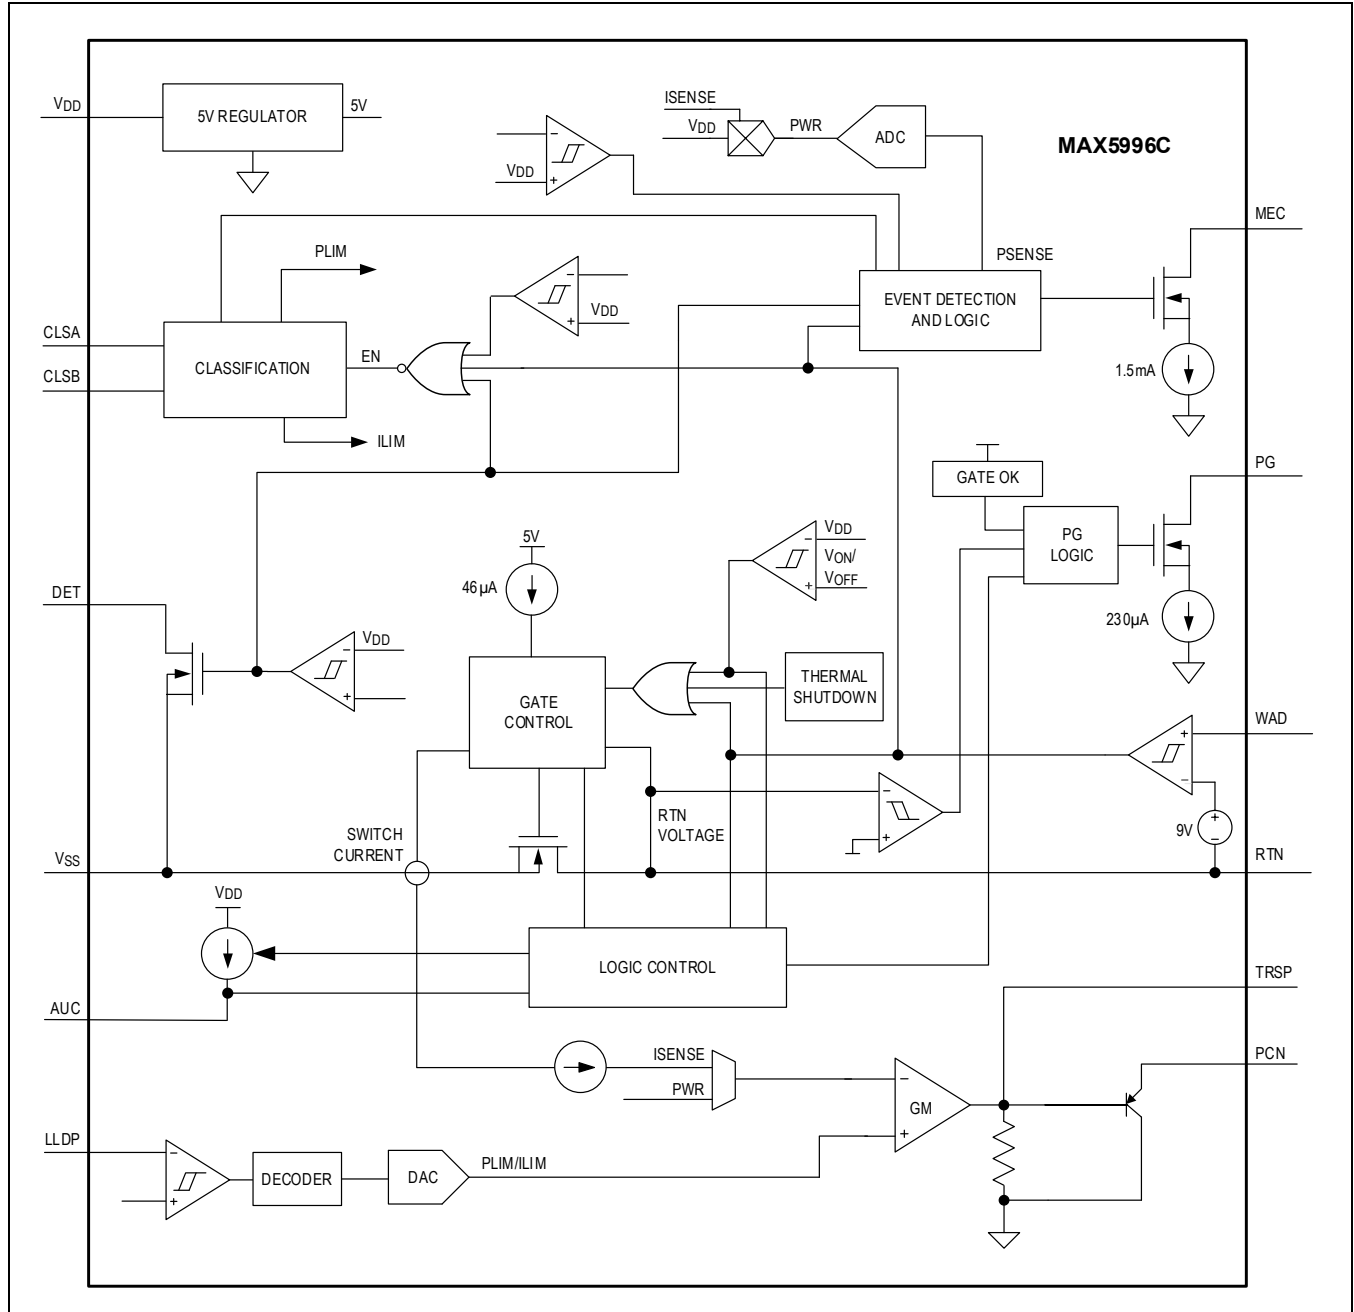 MAX5996C
VDD
5V REGULATOR
5V
VDD
ISENSE
VDD
PWR
ADC
MEC
PLIM
PSENSE
VDD
EVENT DETECTION
AND LOGIC
CLSA
CLSB
CLASSIFICATION
EN
1.5mA
ILIM
GATE OK
PG
PG
LOGIC
5V
VDD
VON/
VOFF
46µA
DET
230µA
VDD
GATE
CONTROL
THERMAL
SHUTDOWN
WAD
RTN
VOLTAGE
9V
SWITCH
CURRENT
VSS
RTN
VDD
LOGIC CONTROL
TRSP
AUC
ISENSE
PWR
GM
PCN
LLDP
DECODER
DAC
PLIM/ILIM